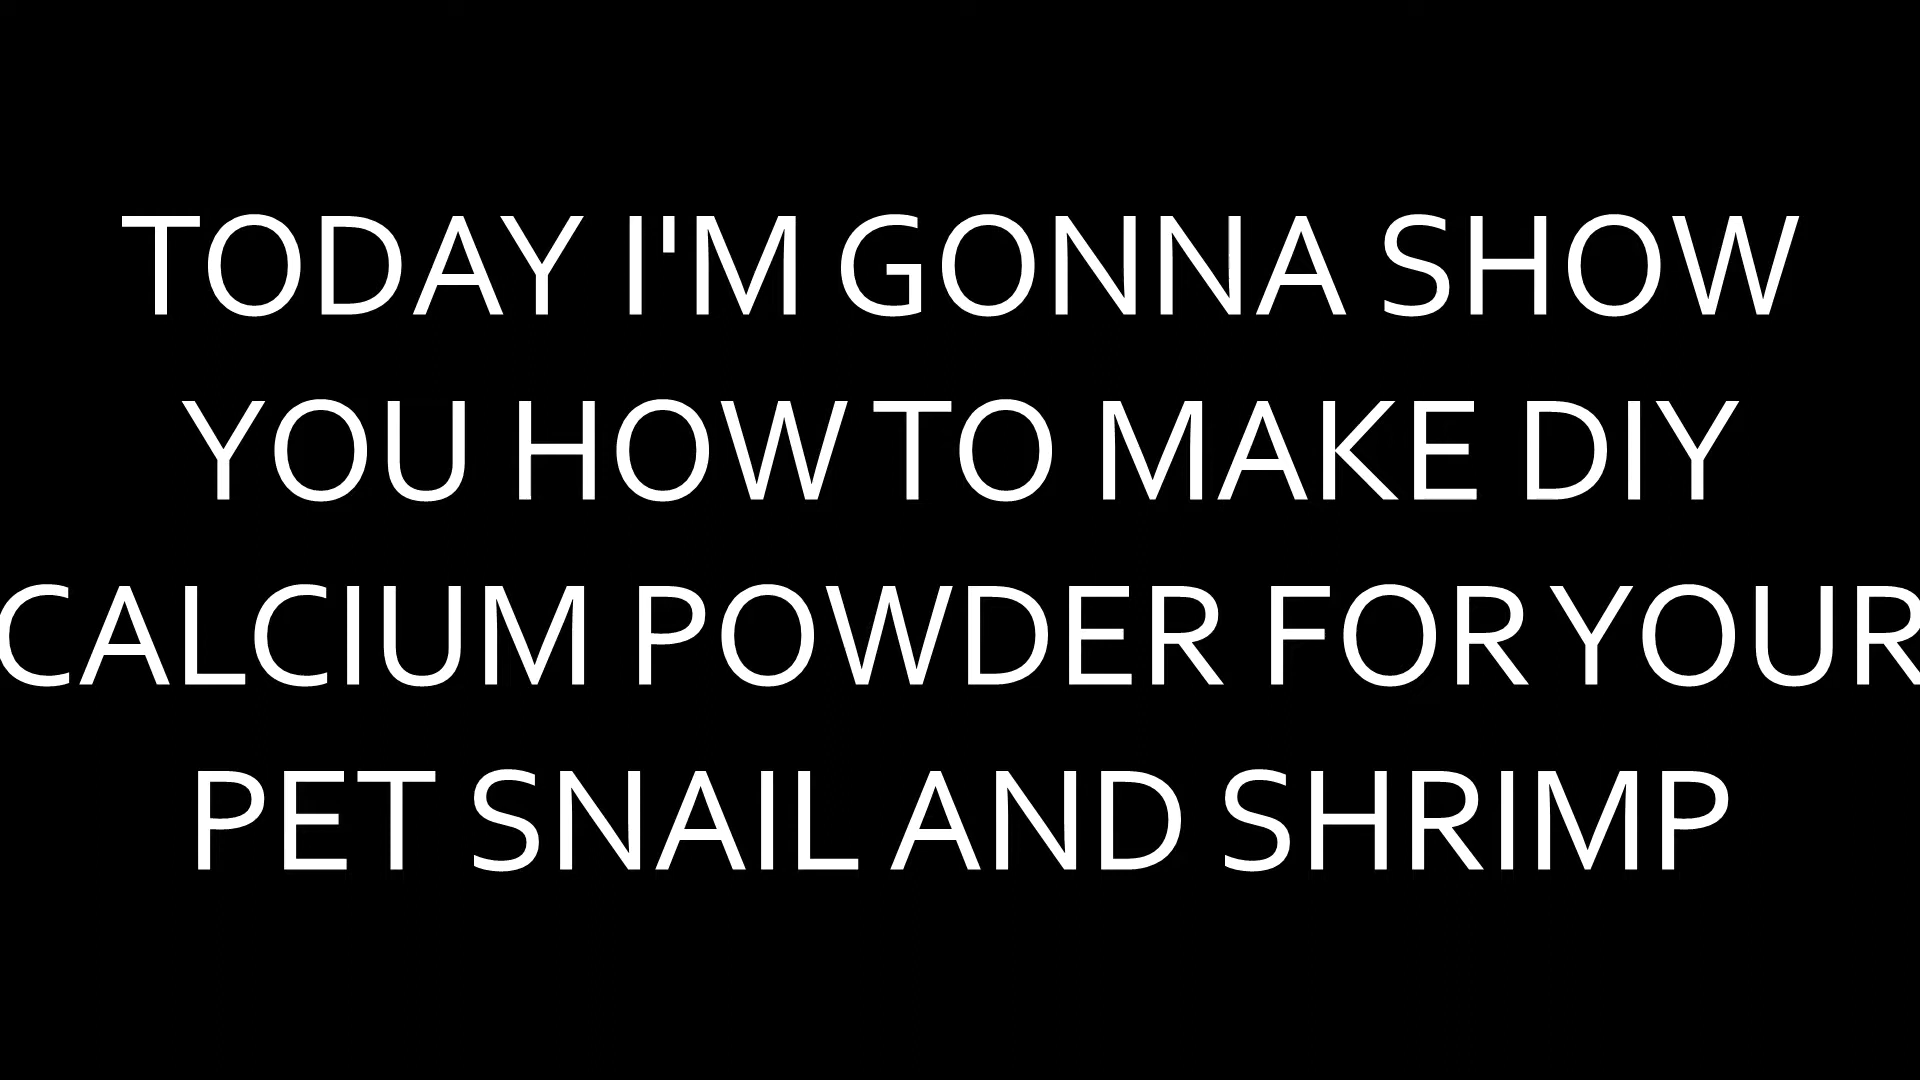 TODAY I'M GONNA SHOW
YOU HOW TO MAKE DIY
CALCIUM POWDER FOR YOUR
PET SNAIL AND SHRIMP